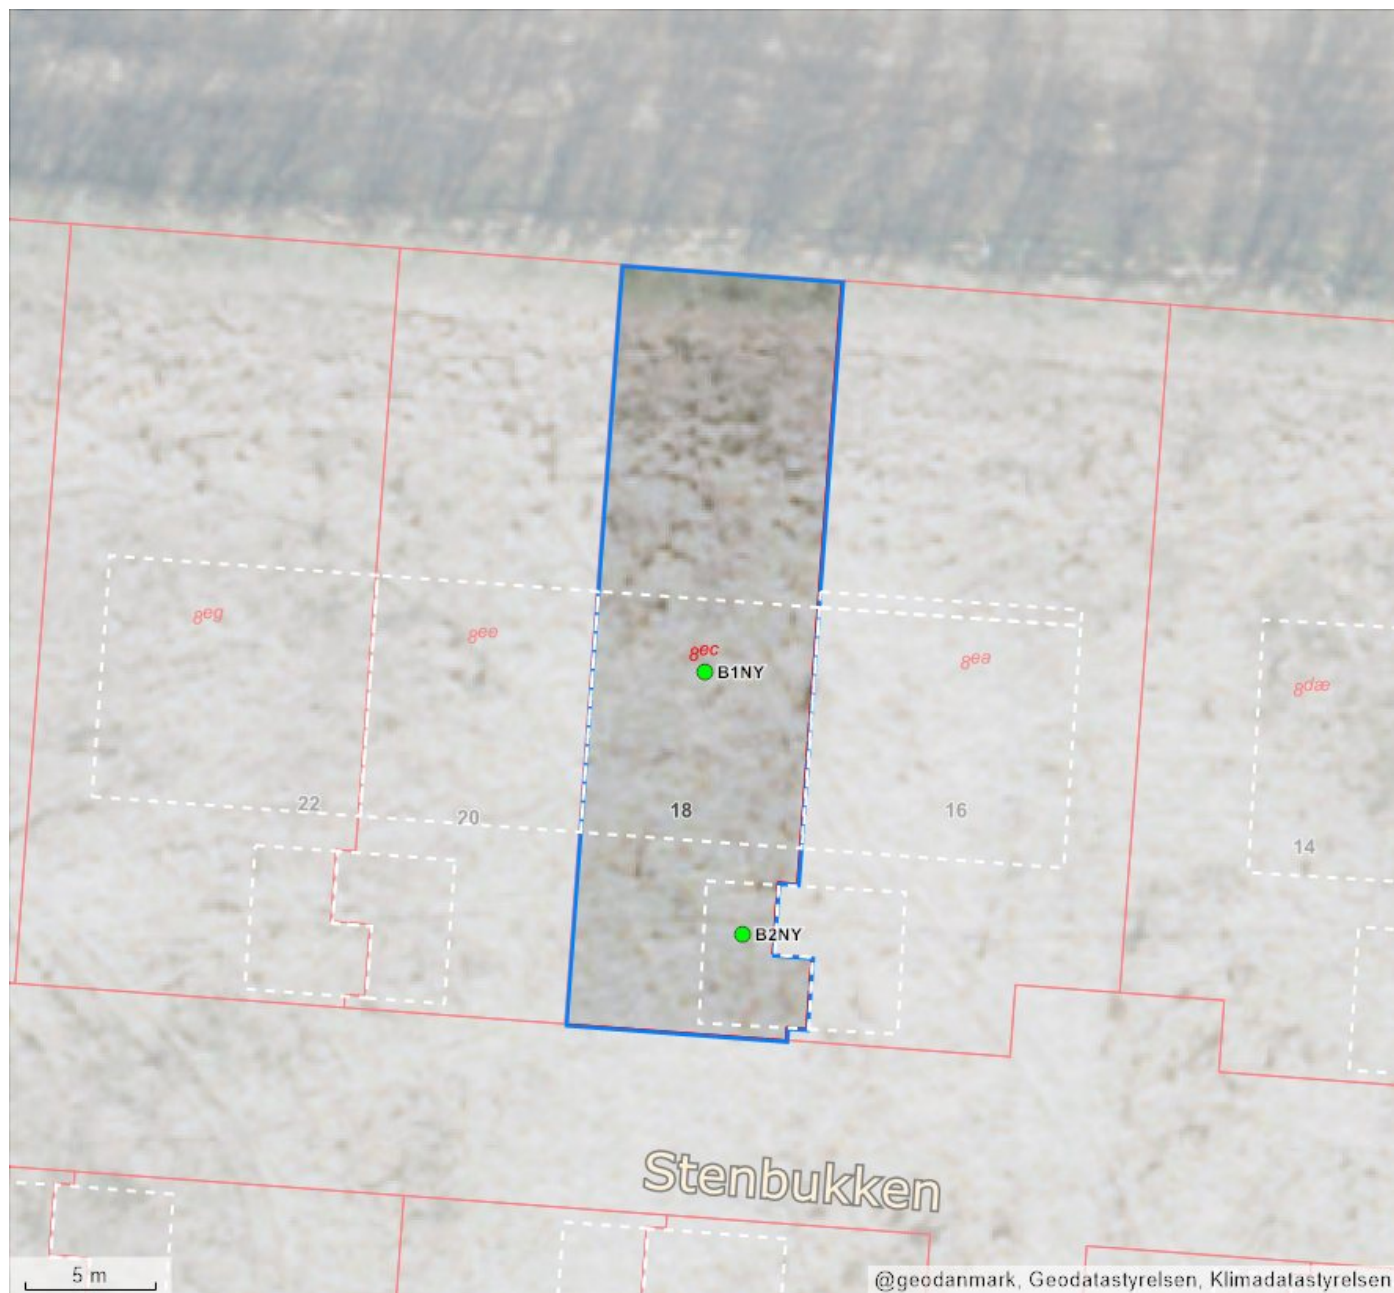 8eg
8ee
8ec
8ea
8dæ
B1NY
22
20
18
16
14
B2NY
Stenbukken
5 m
@geodanmark, Geodatastyrelsen, Klimadatastyrelsen